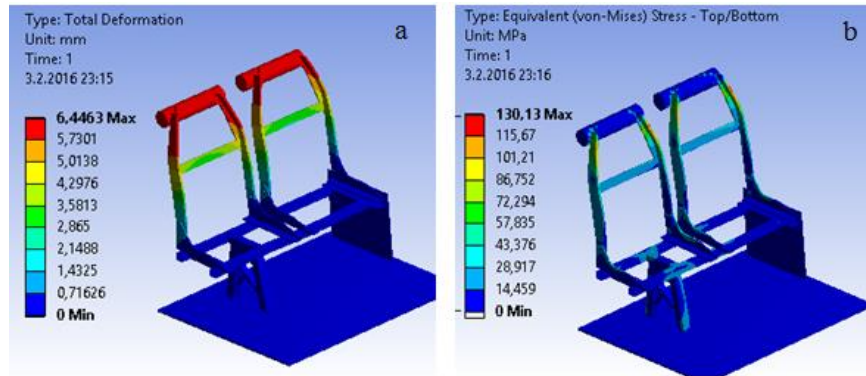 Type: Total Deformation
Unit: mm
Time: 1
3.2.2016 23:15
a
6,4463 Max
5,7301
5,0138
4,2976
3,5813
2,865
2,1488
1,4325
0,71626
0 Min
Type: Equivalent (von-Mises) Stress - Top/Bottom
Unit: MPa
Time: 1
3.2.2016 23:16
b
130,13 Max
115,67
101,21
86,752
72,294
57,835
43,376
28,917
14,459
0 Min